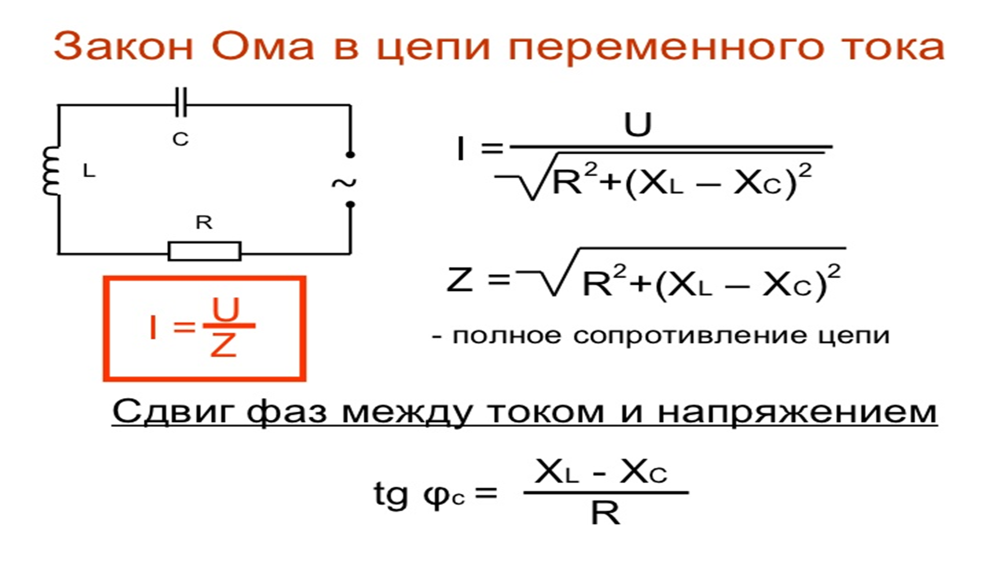 Закон Ома в цепи переменного тока
C
L
~
R
I = U / √R²+(XL – XC)²
Z = √R²+(XL – XC)²
- полное сопротивление цепи
I = U / Z
Сдвиг фаз между током и напряжением
tg φc = XL - XC / R